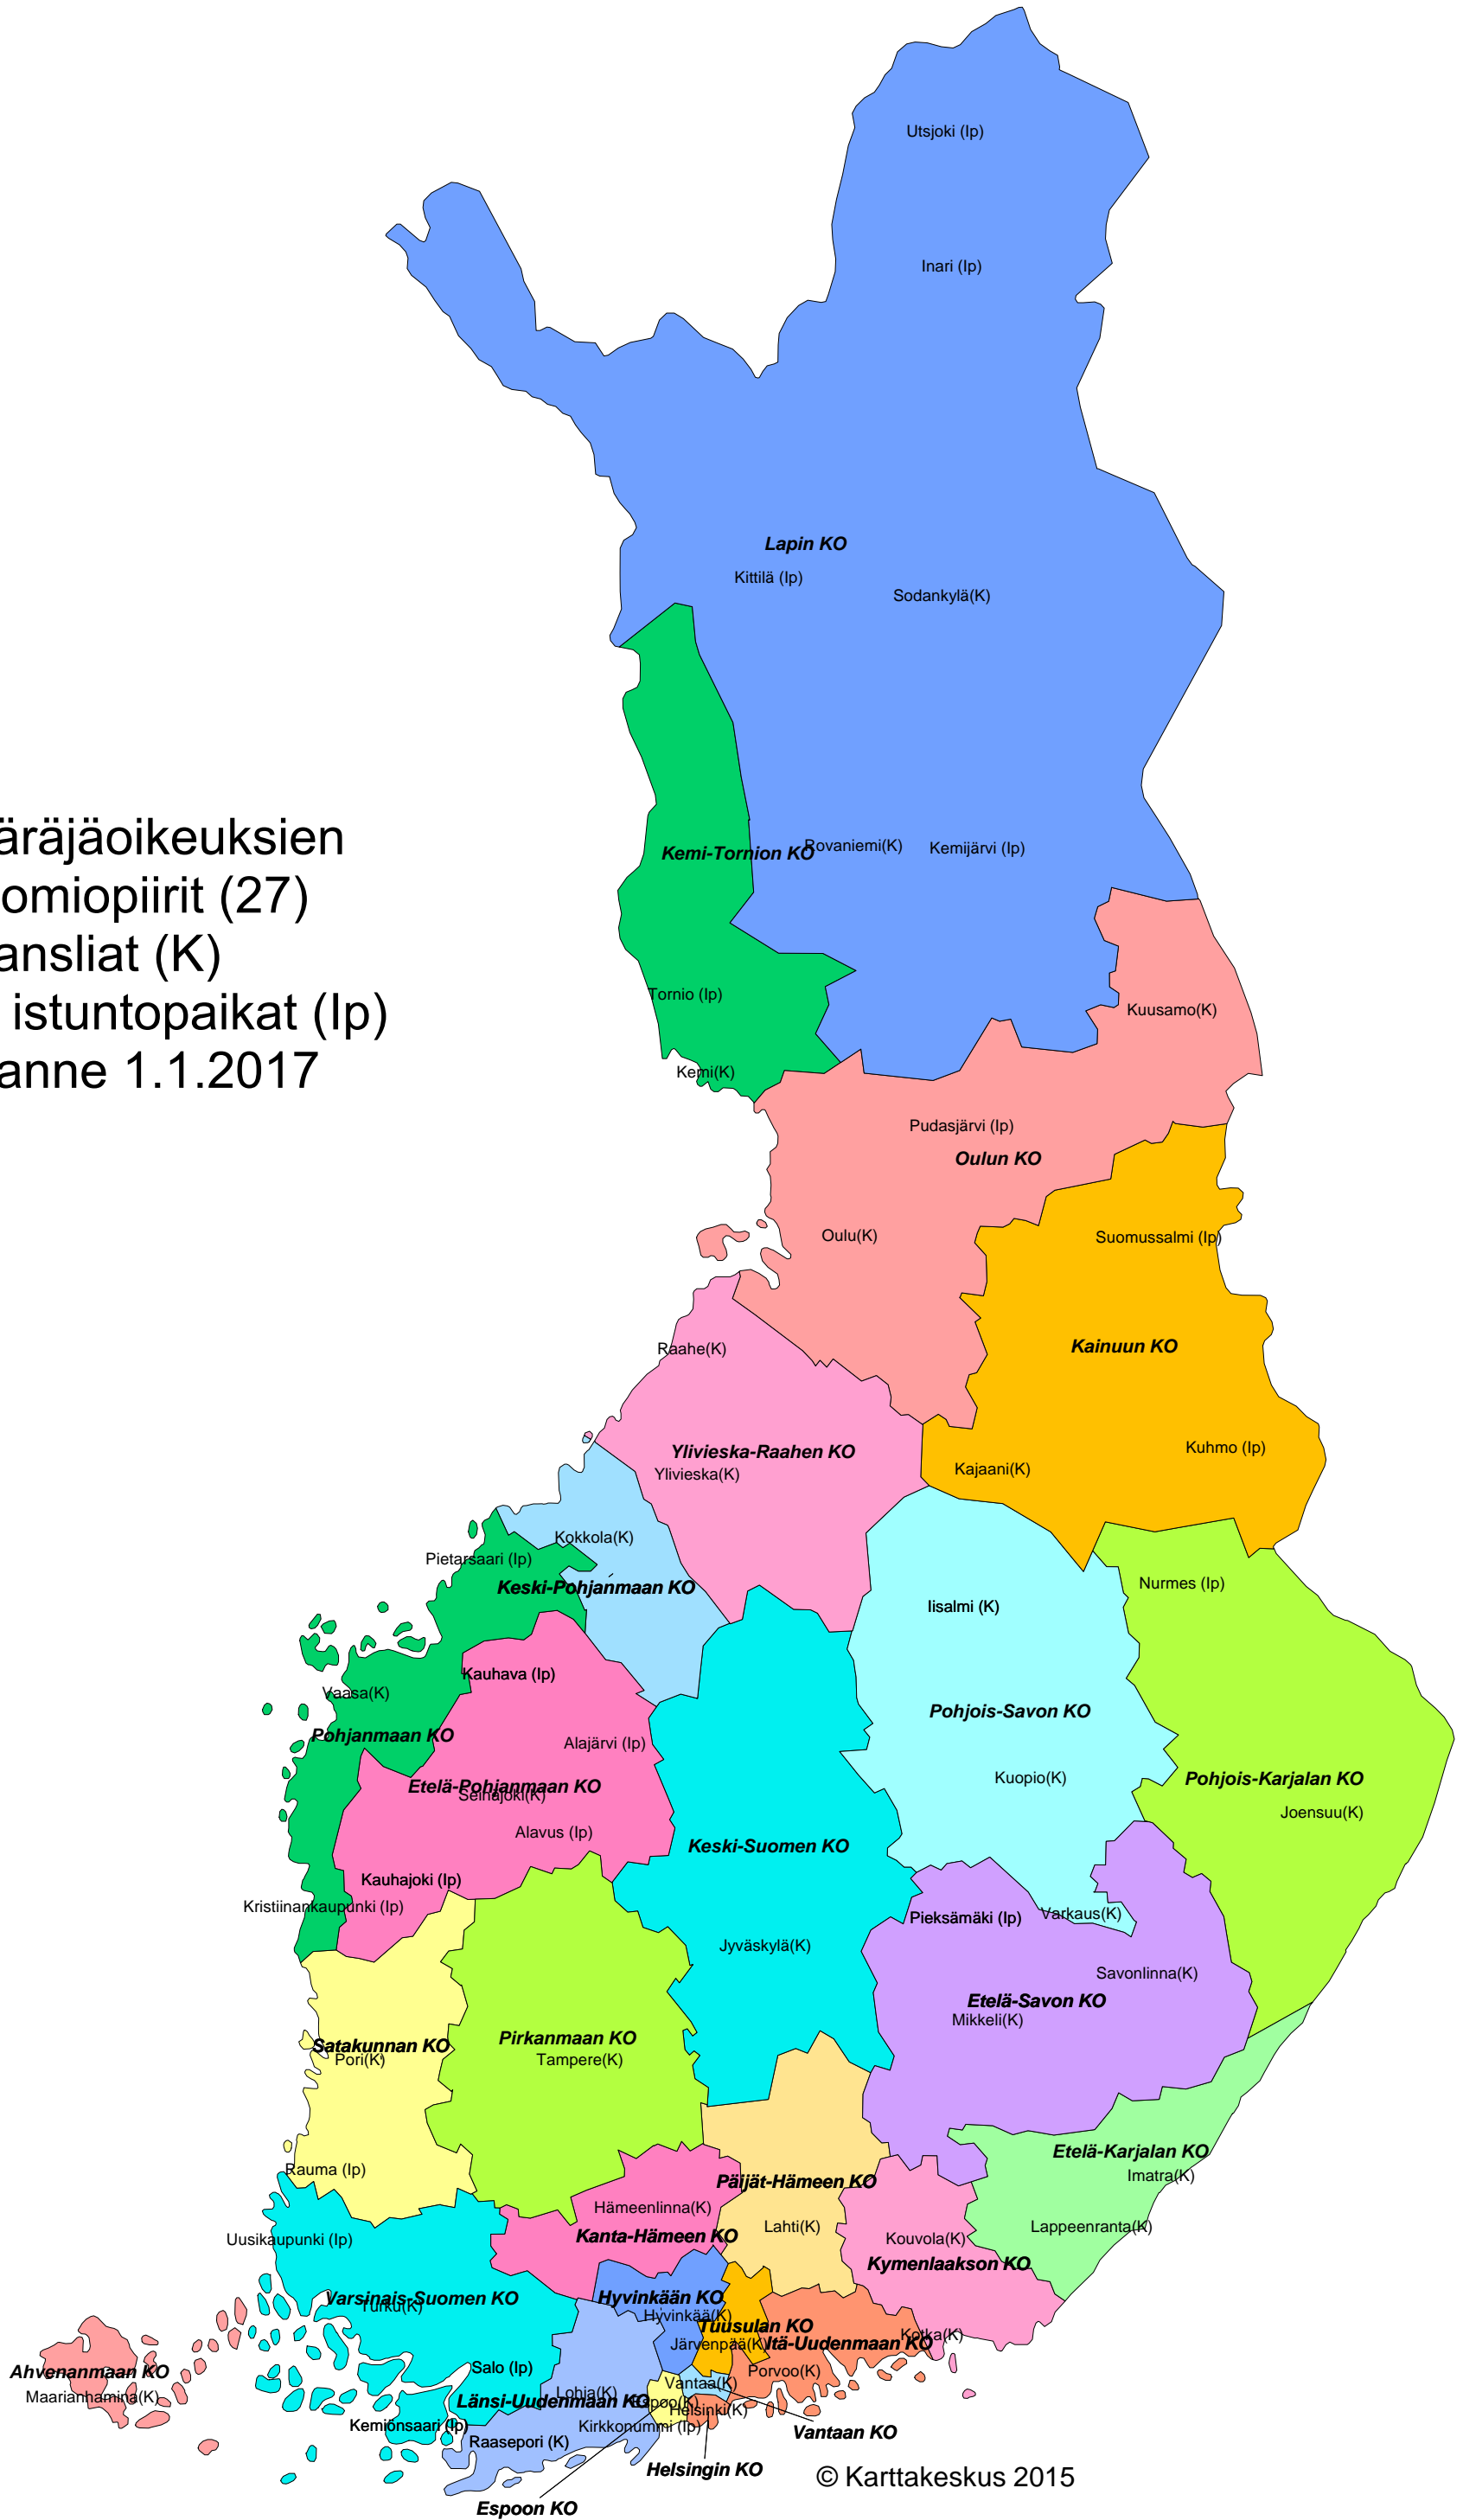 Utsjoki (Ip)
Inari (Ip)
Lapin KO
Kittilä (Ip)
Sodankylä(K)
äräjäoikeuksien
omiopiirit (27)
ansliat (K)
istuntopaikat (Ip)
anne 1.1.2017
Kemi-Tornion KO
Rovaniemi(K)
Kemijärvi (Ip)
Tornio (Ip)
Kuusamo(K)
Kemi(K)
Pudasjärvi (Ip)
Oulun KO
Oulu(K)
Suomussalmi (Ip)
Raahe(K)
Kainuun KO
Ylivieska-Raahen KO
Kuhmo (Ip)
Ylivieska(K)
Kajaani(K)
Kokkola(K)
Pietarsaari (Ip)
Keski-Pohjanmaan KO
Nurmes (Ip)
Iisalmi (K)
Kauhava (Ip)
Vaasa(K)
Pohjois-Savon KO
Pohjanmaan KO
Alajärvi (Ip)
Kuopio(K)
Pohjois-Karjalan KO
Etelä-Pohjanmaan KO
Seinäjoki(K)
Joensuu(K)
Alavus (Ip)
Keski-Suomen KO
Kauhajoki (Ip)
Kristiinankaupunki (Ip)
Pieksämäki (Ip)
Varkaus(K)
Jyväskylä(K)
Savonlinna(K)
Etelä-Savon KO
Mikkeli(K)
Pirkanmaan KO
Satakunnan KO
Pori(K)
Tampere(K)
Etelä-Karjalan KO
Rauma (Ip)
Imatra(K)
Päijät-Hämeen KO
Hämeenlinna(K)
Lahti(K)
Lappeenranta(K)
Kanta-Hämeen KO
Uusikaupunki (Ip)
Kouvola(K)
Kymenlaakson KO
Varsinais-Suomen KO
Turku(K)
Hyvinkään KO
Hyvinkää(K)
Tuusulan KO
Kotka(K)
Järvenpää(K)
Itä-Uudenmaan KO
Salo (Ip)
Porvoo(K)
Ahvenanmaan KO
Vantaa(K)
Maarianhamina(K)
Lohja(K)
Länsi-Uudenmaan KO
Espoo(K)
Helsinki(K)
Kemiönsaari (Ip)
Kirkkonummi (Ip)
Vantaan KO
Raasepori (K)
Helsingin KO
© Karttakeskus 2015
Espoon KO